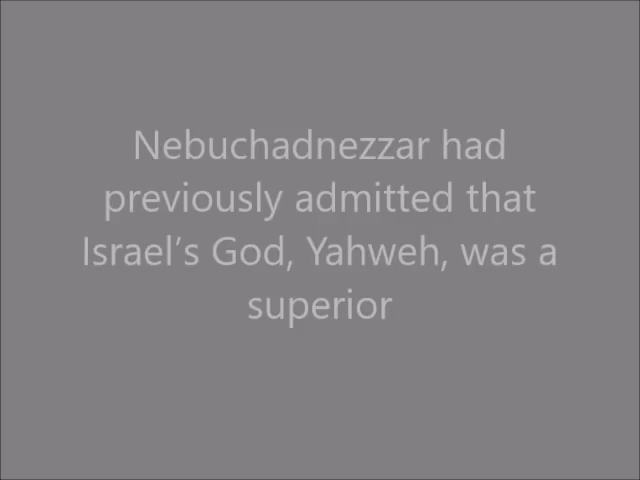 Nebuchadnezzar had
previously admitted that
Israel’s God, Yahweh, was a
superior